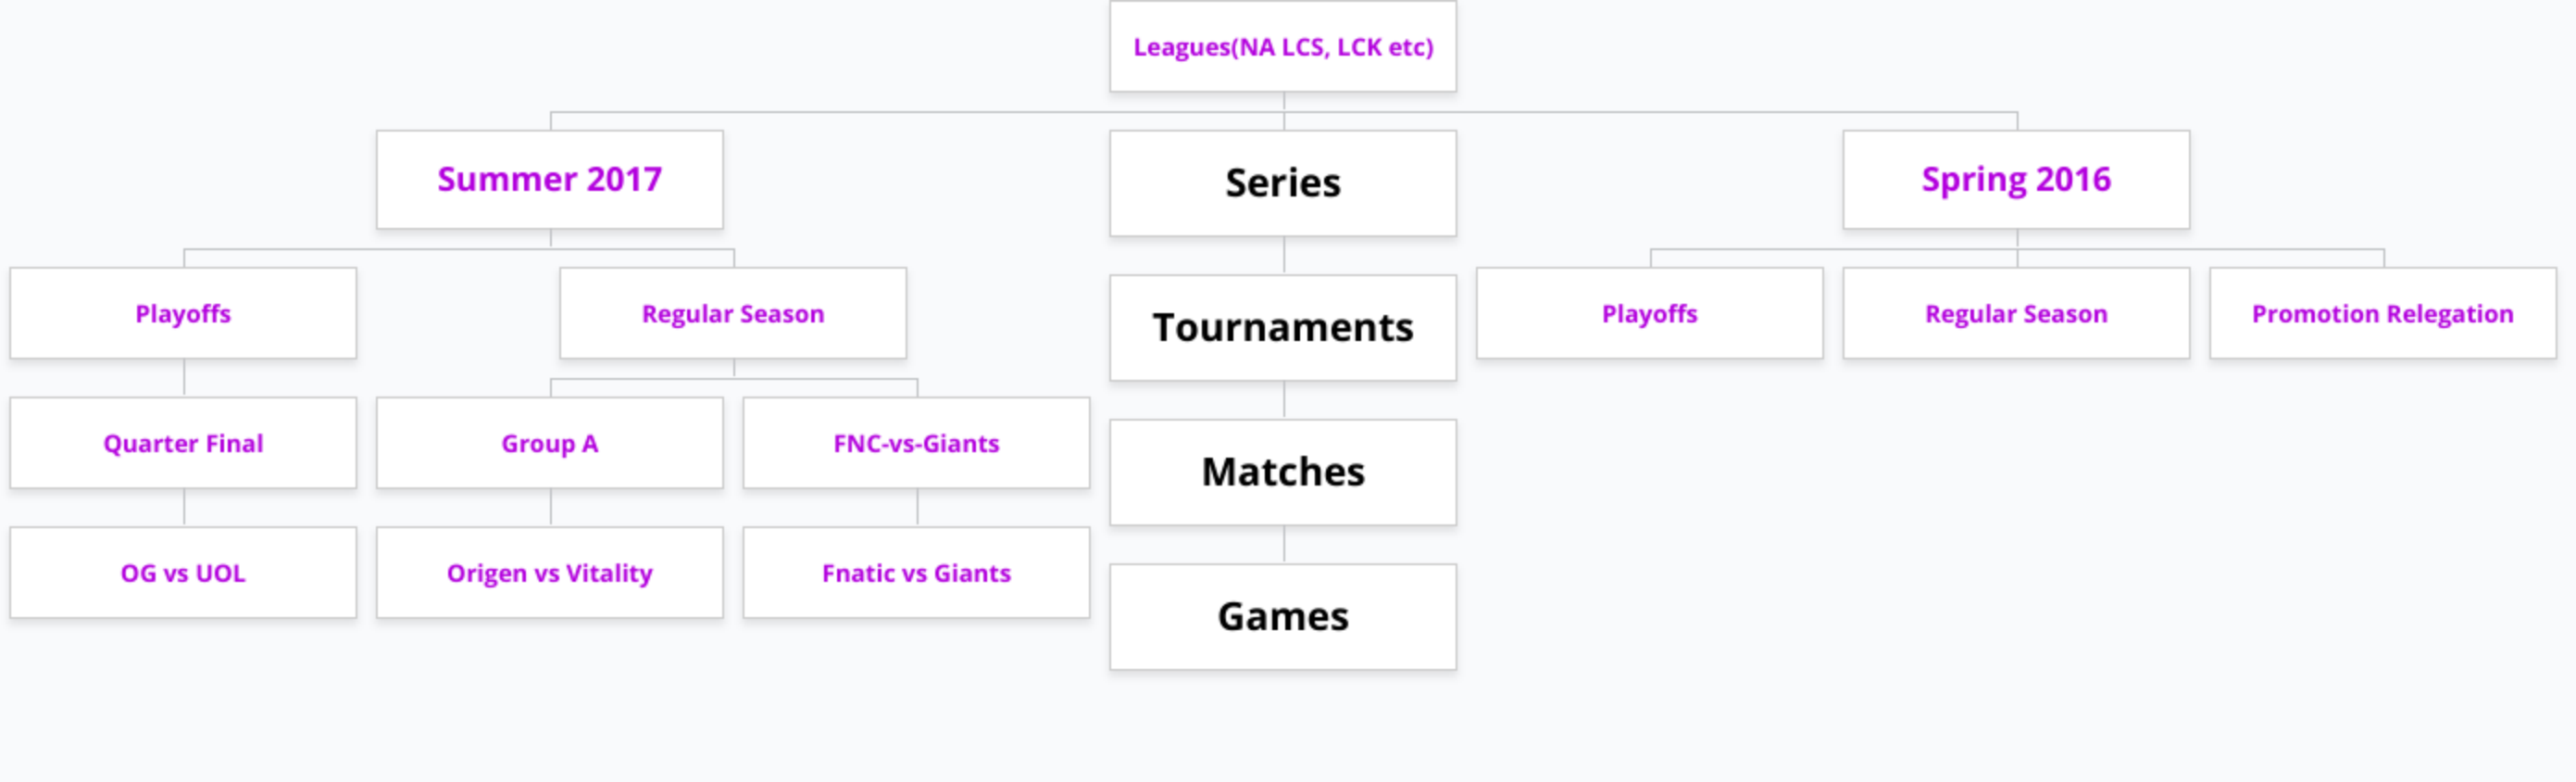 Leagues(NA LCS, LCK etc)
Summer 2017
Series
Spring 2016
Playoffs
Regular Season
Tournaments
Playoffs
Regular Season
Promotion Relegation
Quarter Final
Group A
FNC-vs-Giants
Matches
OG vs UOL
Origen vs Vitality
Fnatic vs Giants
Games